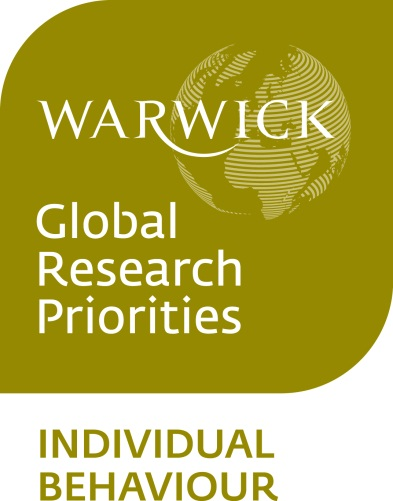 WARWICK
Global
Research
Priorities
INDIVIDUAL
BEHAVIOUR